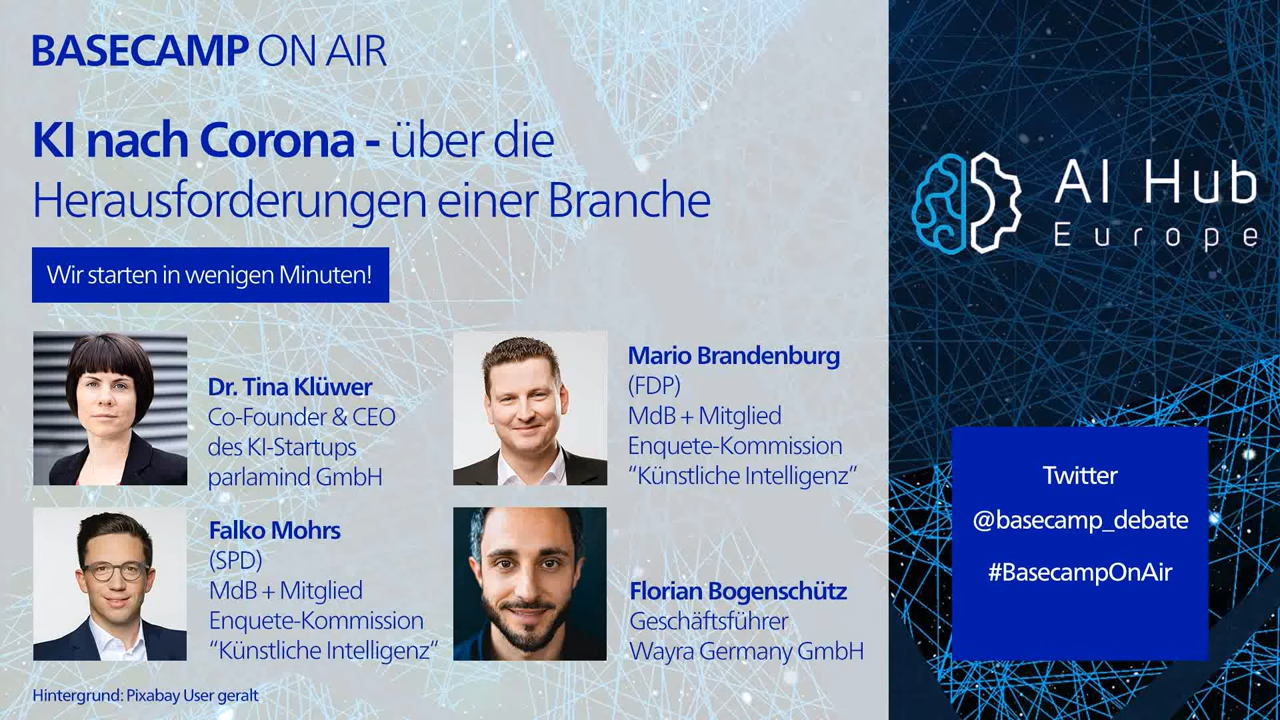 BASECAMP ON AIR
KI nach Corona - über die
Herausforderungen einer Branche
Wir starten in wenigen Minuten!
Dr. Tina Klüwer
Co-Founder & CEO
des KI-Startups
parlamind GmbH
Mario Brandenburg
(FDP)
MdB + Mitglied
Enquete-Kommission
“Künstliche Intelligenz”
Falko Mohrs
(SPD)
MdB + Mitglied
Enquete-Kommission
“Künstliche Intelligenz”
Florian Bogenschütz
Geschäftsführer
Wayra Germany GmbH
Hintergrund: Pixabay User geralt
AI Hub
Europe
Twitter
@basecamp_debate
#BasecampOnAir